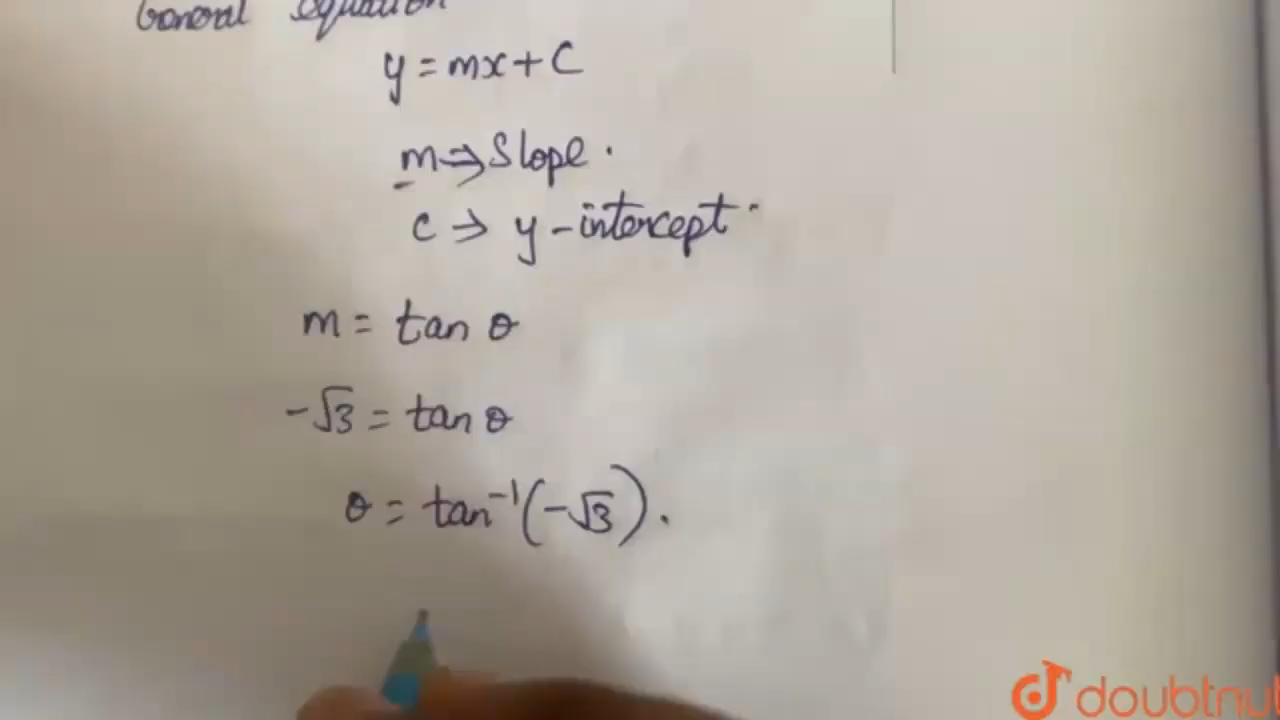 General equation
y = mx + C
m ⇒ Slope.
c ⇒ y-intercept.
m = tan θ
-√3 = tan θ
θ = tan⁻¹(-√3).
doubtnut